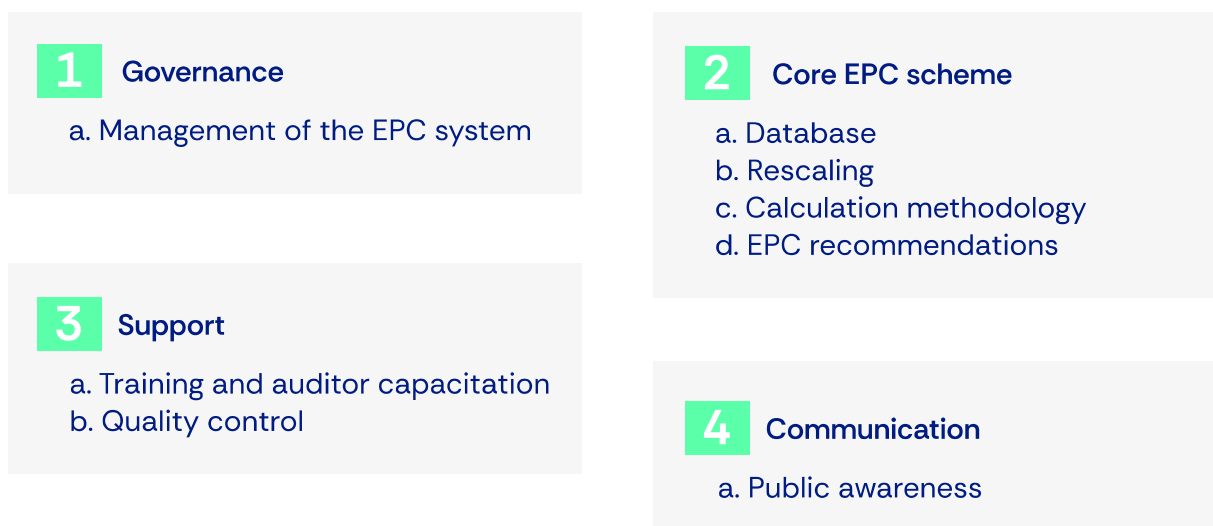 1 Governance
a. Management of the EPC system
2 Core EPC scheme
a. Database
b. Rescaling
c. Calculation methodology
d. EPC recommendations
3 Support
a. Training and auditor capacitation
b. Quality control
4 Communication
a. Public awareness